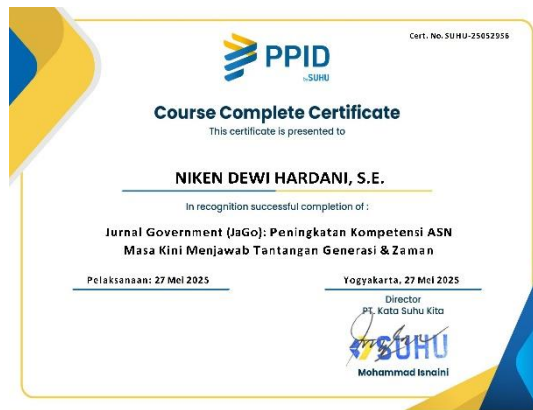 Cert. No. SUHU-25052956
PPID
by SUHU
Course Complete Certificate
This certificate is presented to
NIKEN DEWI HARDANI, S.E.
In recognition successful completion of :
Jurnal Government (JaGo): Peningkatan Kompetensi ASN
Masa Kini Menjawab Tantangan Generasi & Zaman
Pelaksanaan: 27 Mei 2025
Yogyakarta, 27 Mei 2025
Director
PT. Kata Suhu Kita
SUHU
Mohammad Isnaini